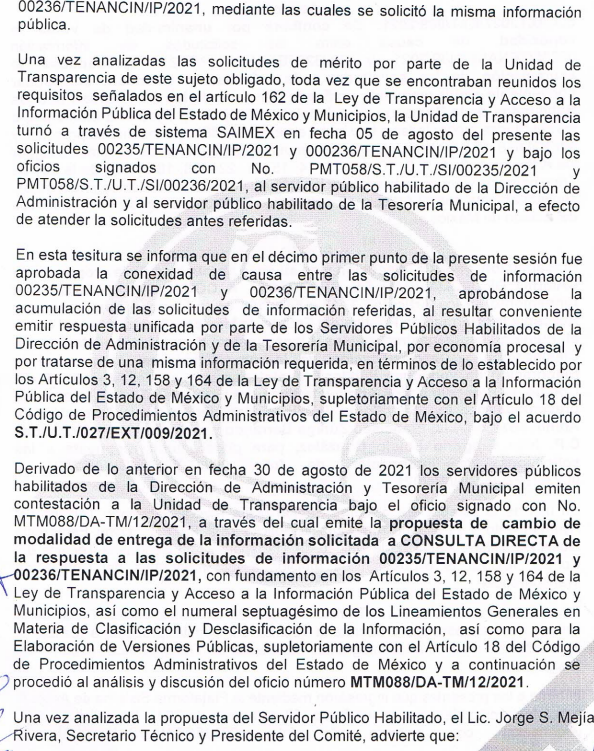 00236/TENANCIN/IP/2021, mediante las cuales se solicitó la misma información
pública.
Una vez analizadas las solicitudes de mérito por parte de la Unidad de
Transparencia de este sujeto obligado, toda vez que se encontraban reunidos los
requisitos señalados en el artículo 162 de la Ley de Transparencia y Acceso a la
Información Pública del Estado de México y Municipios, la Unidad de Transparencia
turnó a través de sistema SAIMEX en fecha 05 de agosto del presente las
solicitudes 00235/TENANCIN/IP/2021 y 000236/TENANCIN/IP/2021 y bajo los
oficios signados con No. PMT058/S.T./U.T./SI/00235/2021 y
PMT058/S.T./U.T./SI/00236/2021, al servidor público habilitado de la Dirección de
Administración y al servidor público habilitado de la Tesorería Municipal, a efecto
de atender la solicitudes antes referidas.
En esta tesitura se informa que en el décimo primer punto de la presente sesión fue
aprobada la conexidad de causa entre las solicitudes de información
00235/TENANCIN/IP/2021 y 00236/TENANCIN/IP/2021, aprobándose la
acumulación de las solicitudes de información referidas, al resultar conveniente
emitir respuesta unificada por parte de los Servidores Públicos Habilitados de la
Dirección de Administración y de la Tesorería Municipal, por economía procesal y
por tratarse de una misma información requerida, en términos de lo establecido por
los Artículos 3, 12, 158 y 164 de la Ley de Transparencia y Acceso a la Información
Pública del Estado de México y Municipios, supletoriamente con el Artículo 18 del
Código de Procedimientos Administrativos del Estado de México, bajo el acuerdo
S.T./U.T./027/EXT/009/2021.
Derivado de lo anterior en fecha 30 de agosto de 2021 los servidores públicos
habilitados de la Dirección de Administración y Tesorería Municipal emiten
contestación a la Unidad de Transparencia bajo el oficio signado con No.
MTM088/DA-TM/12/2021, a través del cual emite la propuesta de cambio de
modalidad de entrega de la información solicitada a CONSULTA DIRECTA de
la respuesta a las solicitudes de información 00235/TENANCIN/IP/2021 y
00236/TENANCIN/IP/2021, con fundamento en los Artículos 3, 12, 158 y 164 de la
Ley de Transparencia y Acceso a la Información Pública del Estado de México y
Municipios, así como el numeral septuagésimo de los Lineamientos Generales en
Materia de Clasificación y Desclasificación de la Información, así como para la
Elaboración de Versiones Públicas, supletoriamente con el Artículo 18 del Código
de Procedimientos Administrativos del Estado de México y a continuación se
procedió al análisis y discusión del oficio número MTM088/DA-TM/12/2021.
Una vez analizada la propuesta del Servidor Público Habilitado, el Lic. Jorge S. Mejía
Rivera, Secretario Técnico y Presidente del Comité, advierte que: